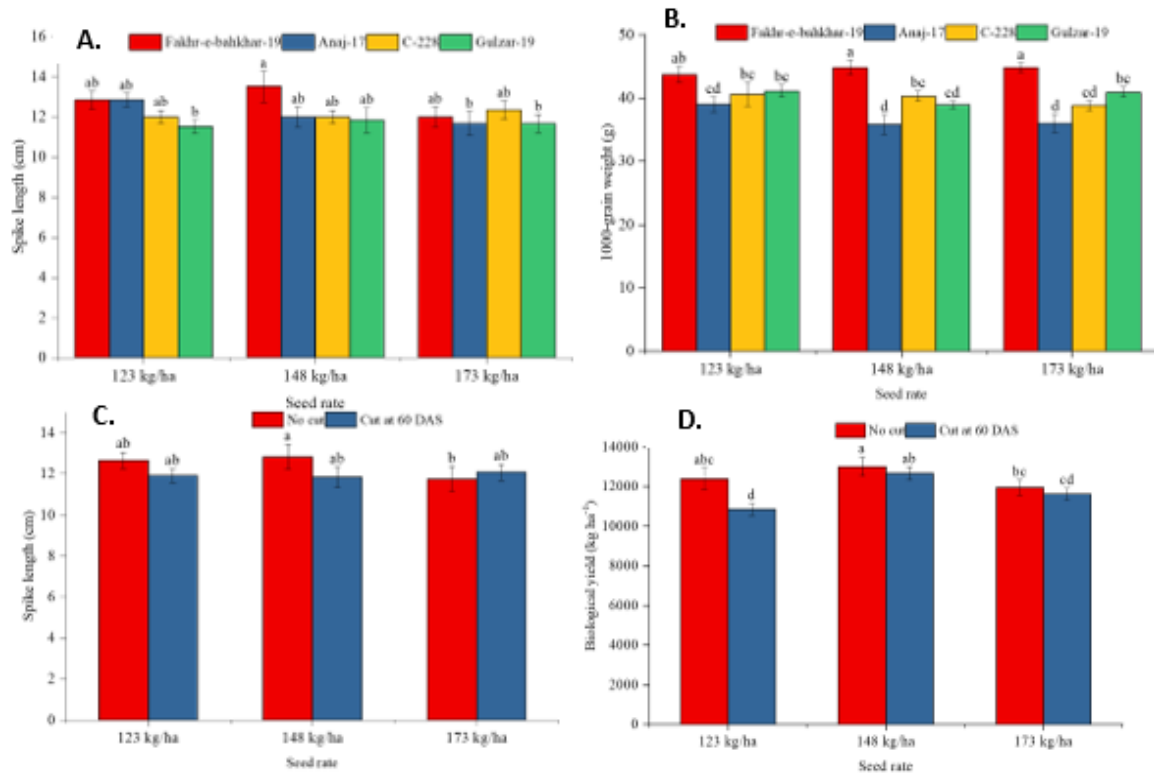 A.
Fakhr-e-bahkhar-19 Anaj-17 C-228 Gulzar-19
16
14
12
10
8
6
4
2
0
Spike length (cm)
ab ab ab b
a ab ab ab
ab b ab b
123 kg/ha 148 kg/ha 173 kg/ha
Seed rate
B.
Fakhr-e-bahkhar-19 Anaj-17 C-228 Gulzar-19
50
40
30
20
10
0
1000-grain weight (g)
ab cd bc bc
a d bc cd
a d cd bc
123 kg/ha 148 kg/ha 173 kg/ha
Seed rate
C.
No cut Cut at 60 DAS
14
12
10
8
6
4
2
0
Spike length (cm)
ab ab
a ab
b ab
123 kg/ha 148 kg/ha 173 kg/ha
Seed rate
D.
No cut Cut at 60 DAS
14000
12000
10000
8000
6000
4000
2000
0
Biological yield (kg ha⁻¹)
abc d
a ab
bc cd
123 kg/ha 148 kg/ha 173 kg/ha
Seed rate